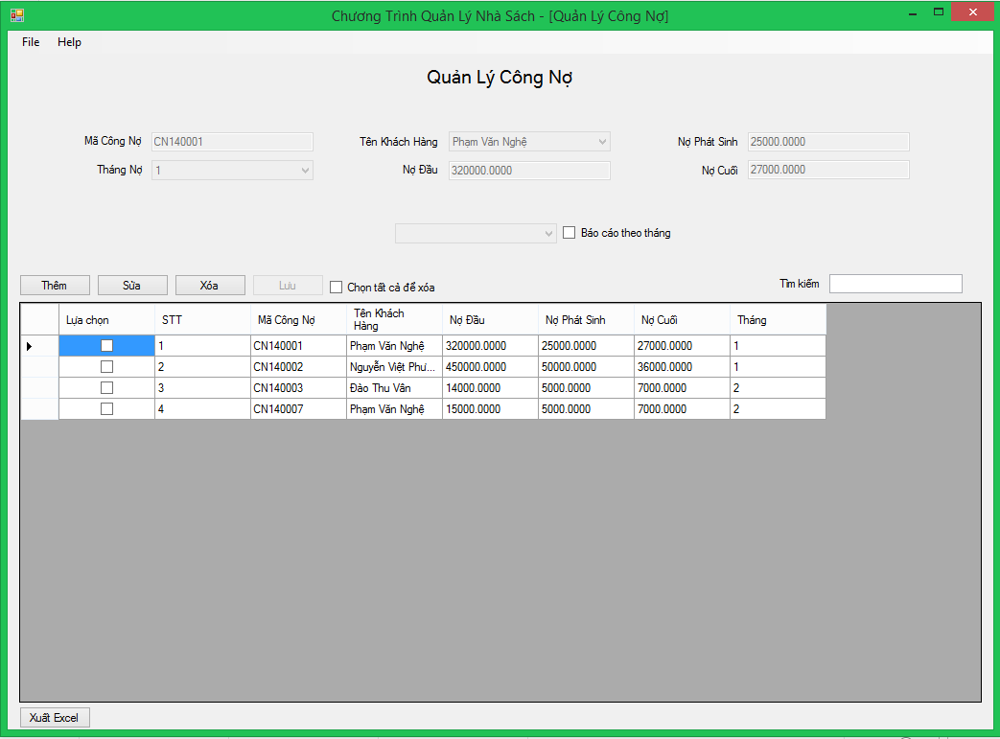 Chương Trình Quản Lý Nhà Sách - [Quản Lý Công Nợ]
File Help
Quản Lý Công Nợ
Mã Công Nợ CN140001 Tên Khách Hàng Phạm Văn Nghệ Nợ Phát Sinh 25000.0000
Tháng Nợ 1 Nợ Đầu 320000.0000 Nợ Cuối 27000.0000
Báo cáo theo tháng
Thêm Sửa Xóa Lưu Chọn tất cả để xóa Tìm kiếm
Lựa chọn STT Mã Công Nợ Tên Khách Hàng Nợ Đầu Nợ Phát Sinh Nợ Cuối Tháng
1 CN140001 Phạm Văn Nghệ 320000.0000 25000.0000 27000.0000 1
2 CN140002 Nguyễn Việt Phư... 450000.0000 50000.0000 36000.0000 1
3 CN140003 Đào Thu Vân 14000.0000 5000.0000 7000.0000 2
4 CN140007 Phạm Văn Nghệ 15000.0000 5000.0000 7000.0000 2
Xuất Excel